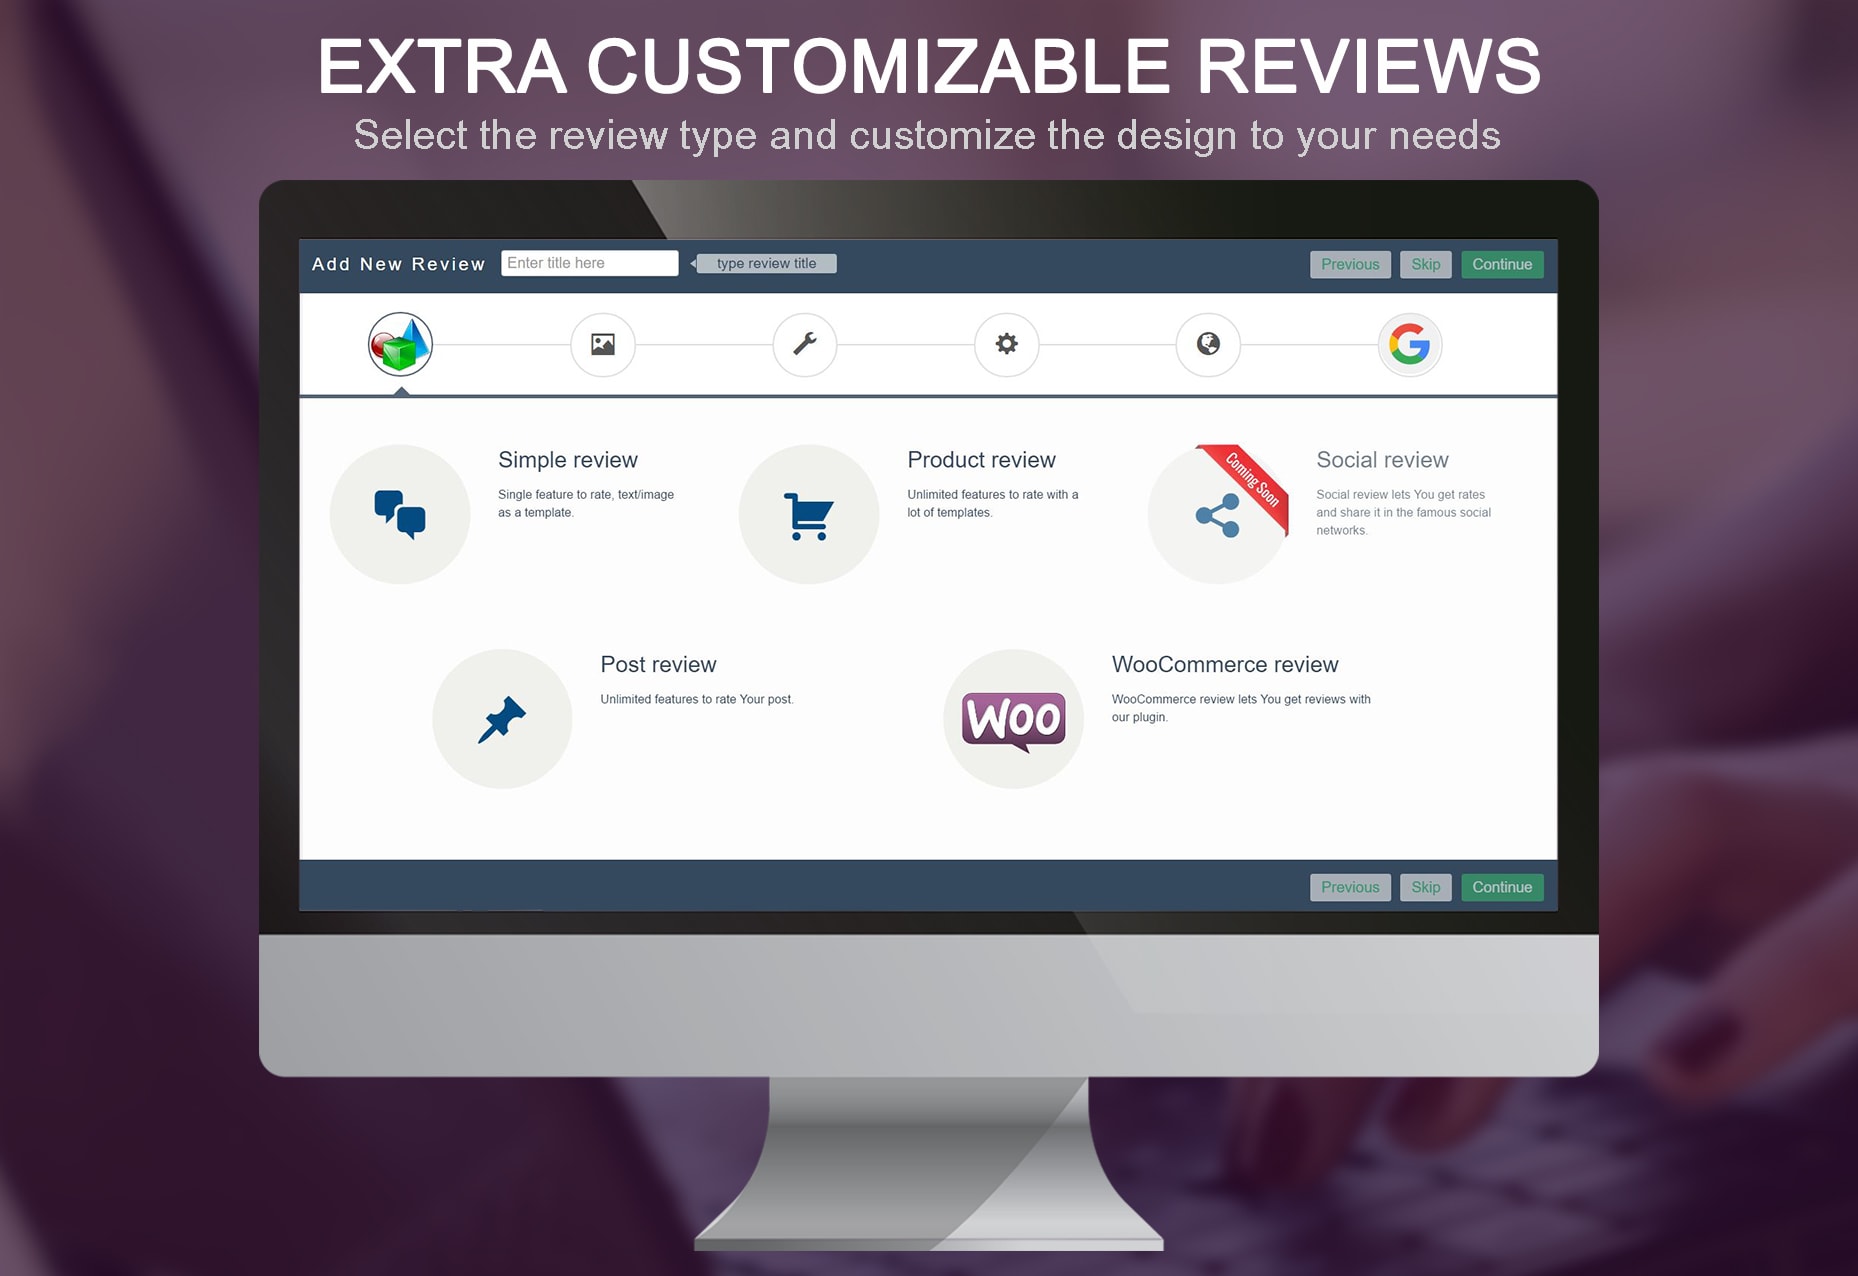 EXTRA CUSTOMIZABLE REVIEWS
Select the review type and customize the design to your needs
Add New Review
Enter title here
type review title
Previous
Skip
Continue
Simple review
Single feature to rate, text/image
as a template.
Product review
Unlimited features to rate with a
lot of templates.
Coming Soon
Social review
Social review lets You get rates
and share it in the famous social
networks.
Post review
Unlimited features to rate Your post.
Woo
WooCommerce review
WooCommerce review lets You get reviews with
our plugin.
Previous
Skip
Continue